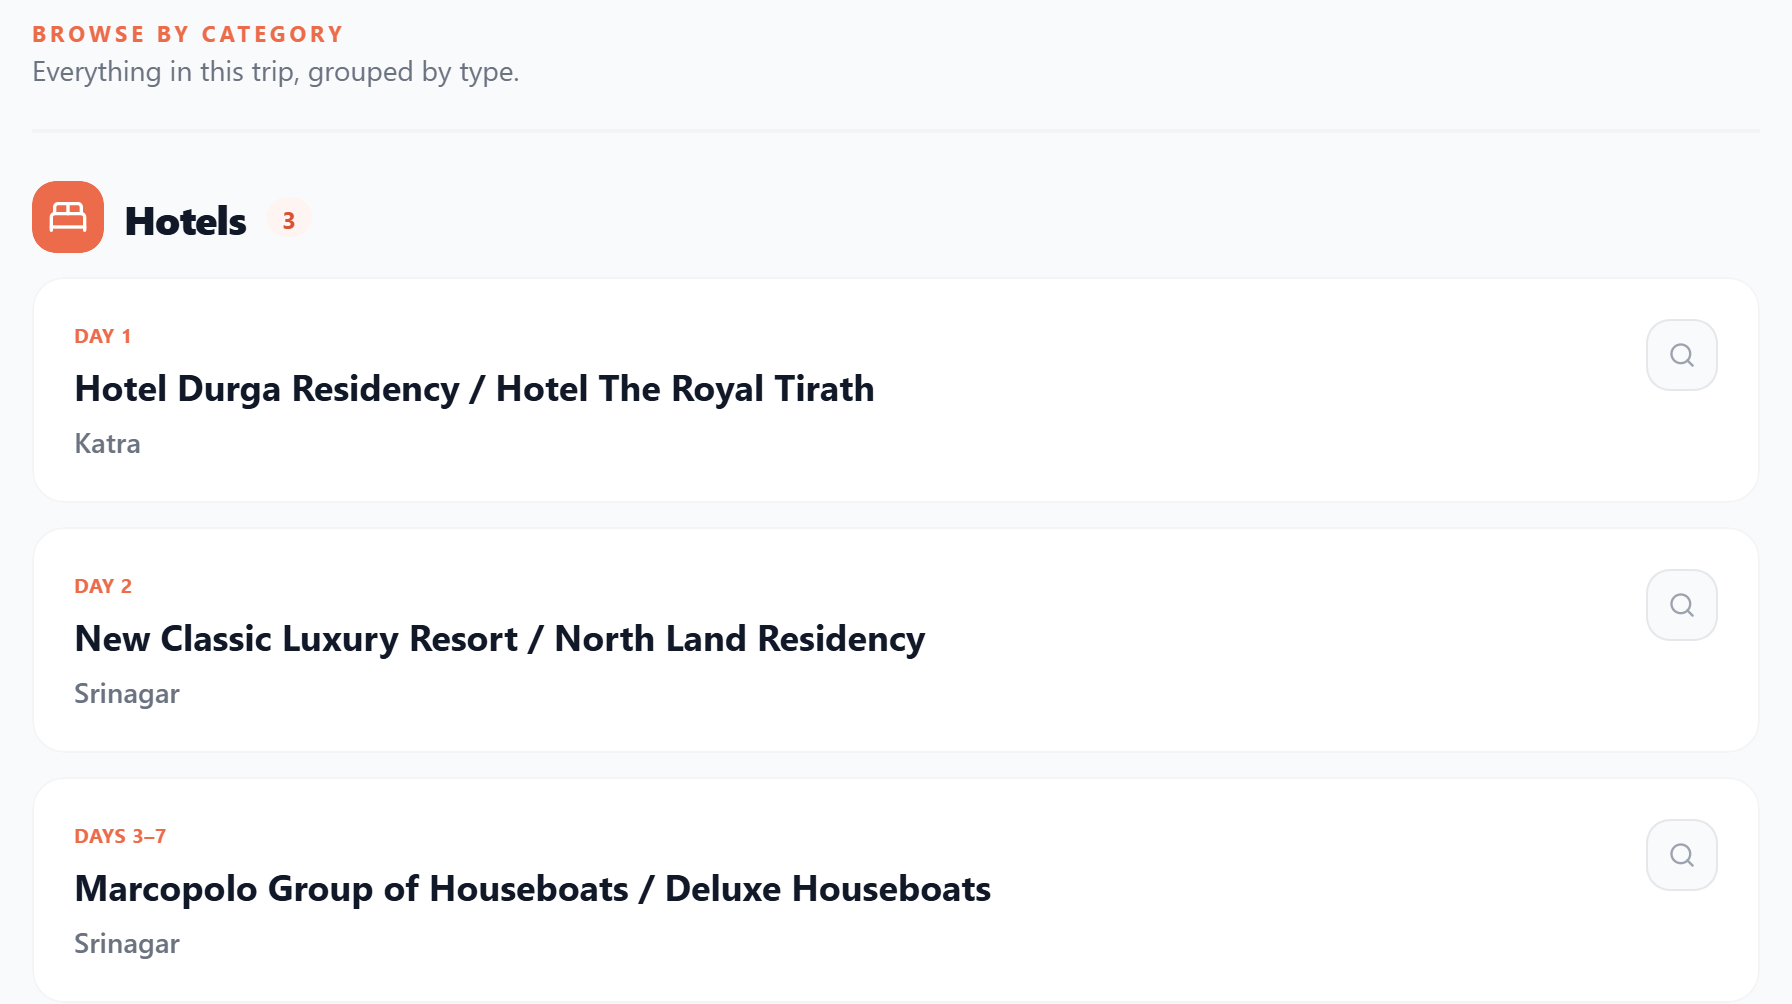 BROWSE BY CATEGORY
Everything in this trip, grouped by type.
Hotels 3
DAY 1
Hotel Durga Residency / Hotel The Royal Tirath
Katra
DAY 2
New Classic Luxury Resort / North Land Residency
Srinagar
DAYS 3–7
Marcopolo Group of Houseboats / Deluxe Houseboats
Srinagar